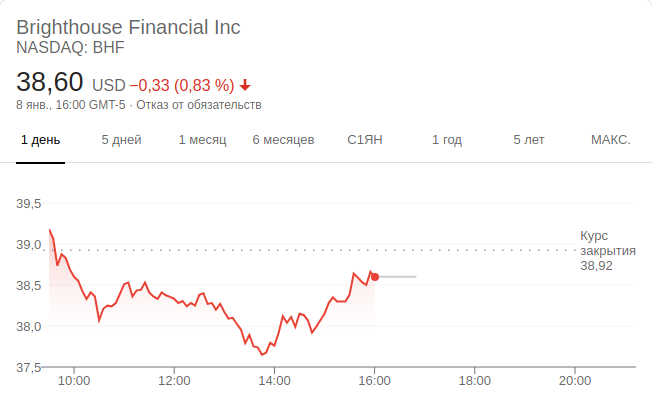 Brighthouse Financial Inc
NASDAQ: BHF
38,60 USD −0,33 (0,83 %)
8 янв., 16:00 GMT-5 · Отказ от обязательств
1 день 5 дней 1 месяц 6 месяцев С1ЯН 1 год 5 лет МАКС.
39,5
39,0
38,5
38,0
37,5
Курс
закрытия
38,92
10:00 12:00 14:00 16:00 18:00 20:00